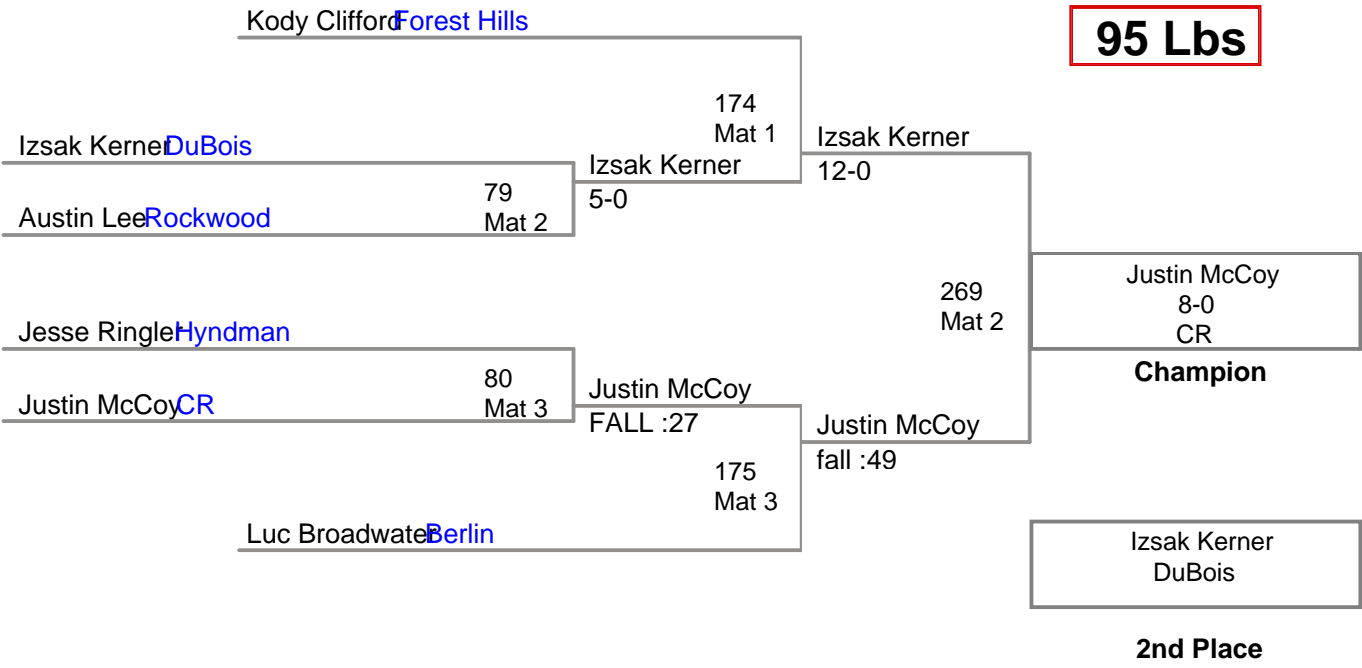 Kody Clifford Forest Hills
95 Lbs
174
Mat 1
Izsak Kerner DuBois
Izsak Kerner
5-0
Izsak Kerner
12-0
79
Mat 2
Austin Lee Rockwood
269
Mat 2
Justin McCoy
8-0
CR
Champion
Jesse Ringler Hyndman
80
Mat 3
Justin McCoy CR
Justin McCoy
FALL :27
Justin McCoy
fall :49
175
Mat 3
Luc Broadwater Berlin
Izsak Kerner
DuBois
2nd Place